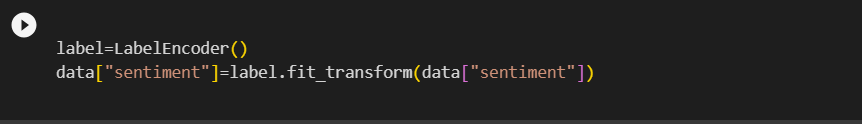 label=LabelEncoder()
data["sentiment"]=label.fit_transform(data["sentiment"])